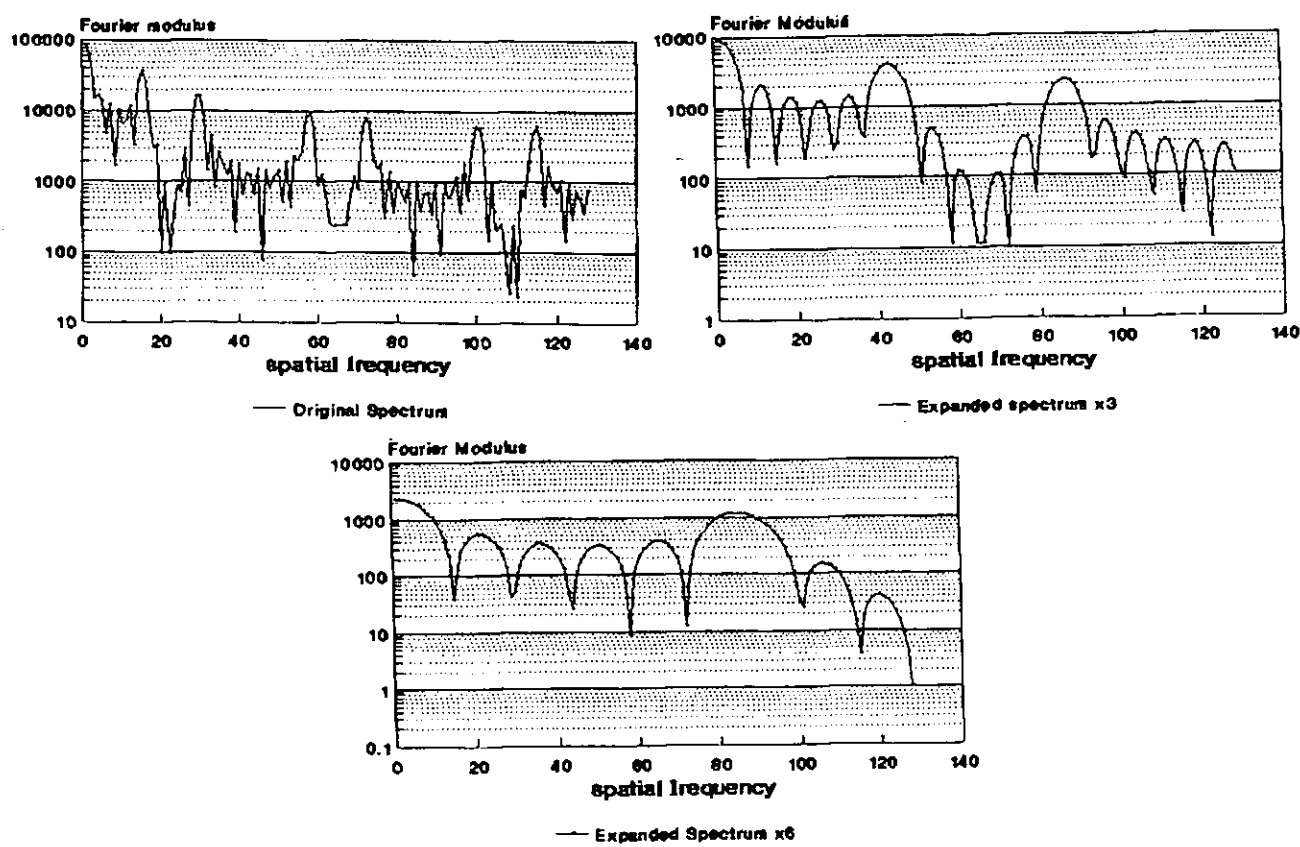 Fourier modulus
100000
10000
1000
100
10
0 20 40 60 80 100 120 140
spatial frequency
Original Spectrum
Fourier Modulus
10000
1000
100
10
1
0 20 40 60 80 100 120 140
spatial frequency
Expanded spectrum x3
Fourier Modulus
10000
1000
100
10
1
0.1
0 20 40 60 80 100 120 140
spatial frequency
Expanded Spectrum x6